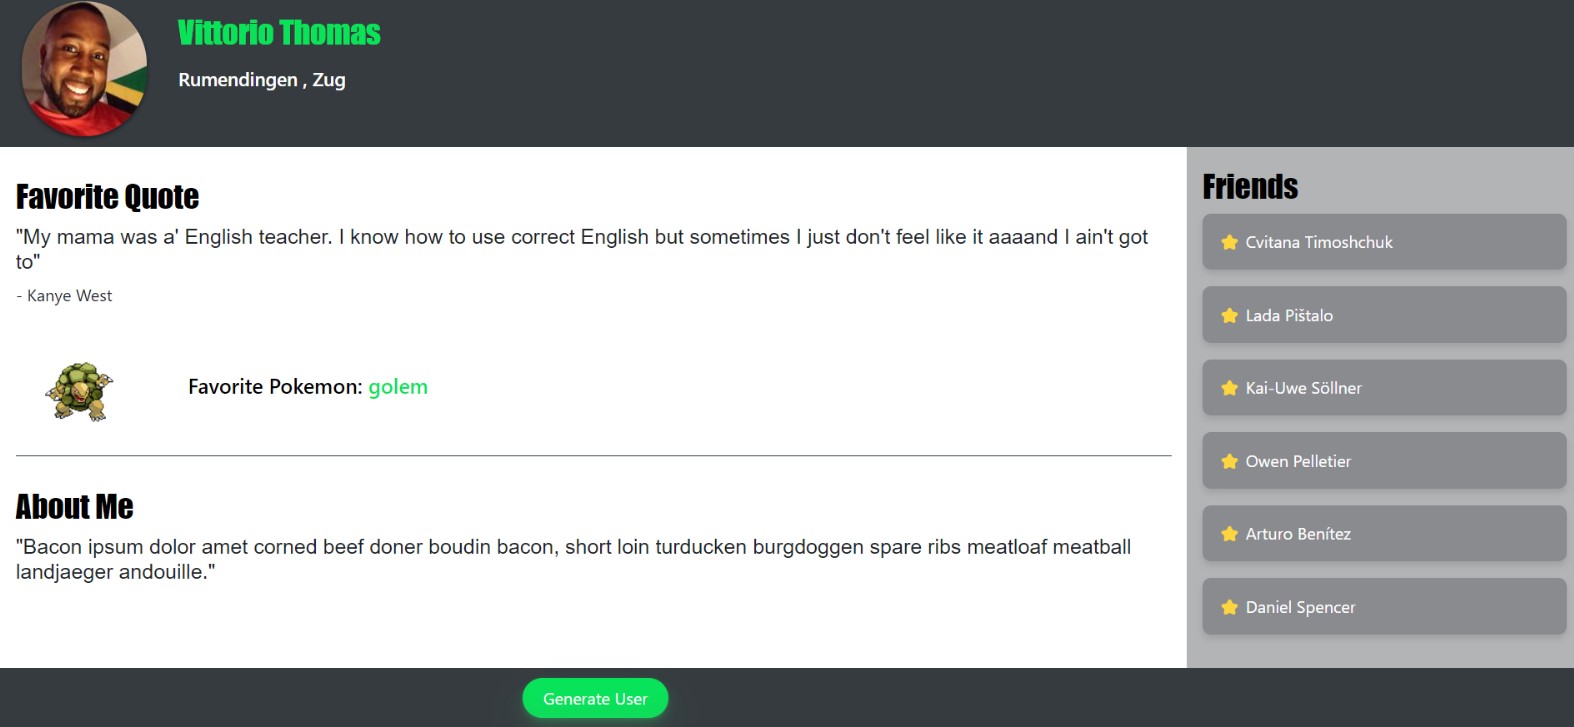 Vittorio Thomas
Rumendingen , Zug
Favorite Quote
"My mama was a' English teacher. I know how to use correct English but sometimes I just don't feel like it aaaand I ain't got
to"
- Kanye West
Favorite Pokemon: golem
About Me
"Bacon ipsum dolor amet corned beef doner boudin bacon, short loin turducken burgdoggen spare ribs meatloaf meatball
landjaeger andouille."
Friends
Cvitana Timoshchuk
Lada Pištalo
Kai-Uwe Söllner
Owen Pelletier
Arturo Benítez
Daniel Spencer
Generate User